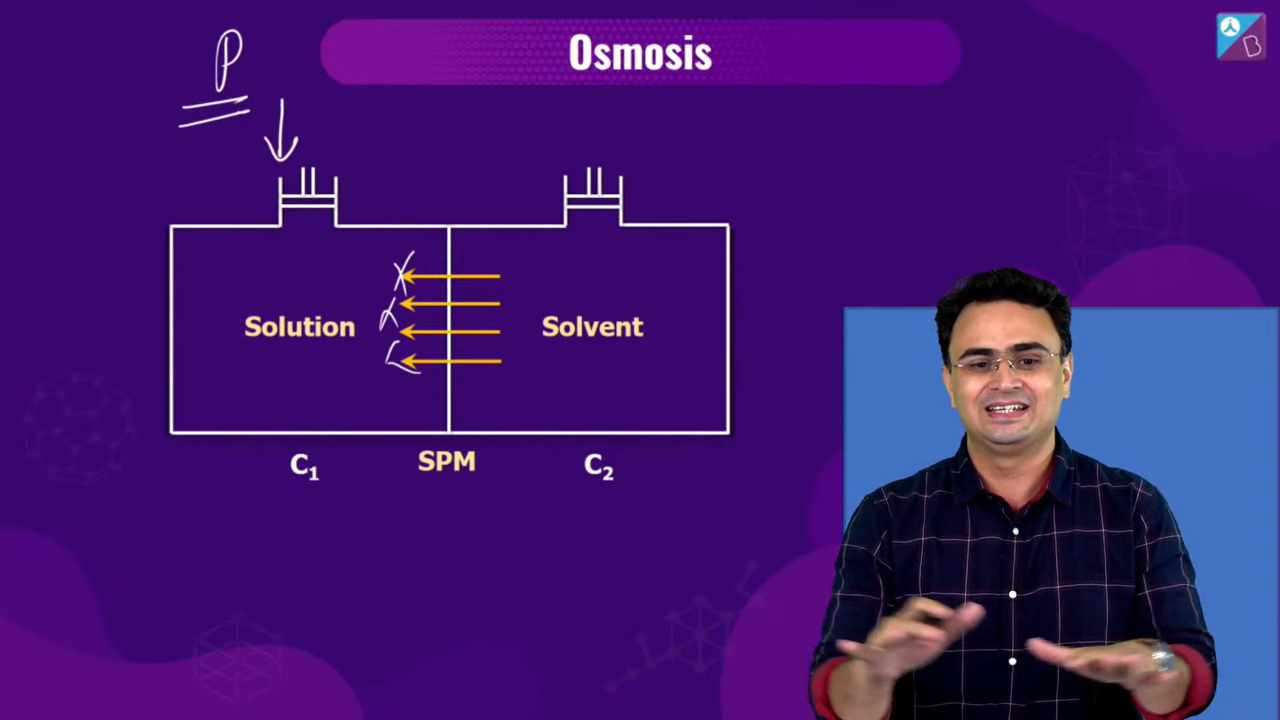 Osmosis
P
Solution
Solvent
C₁
SPM
C₂
B